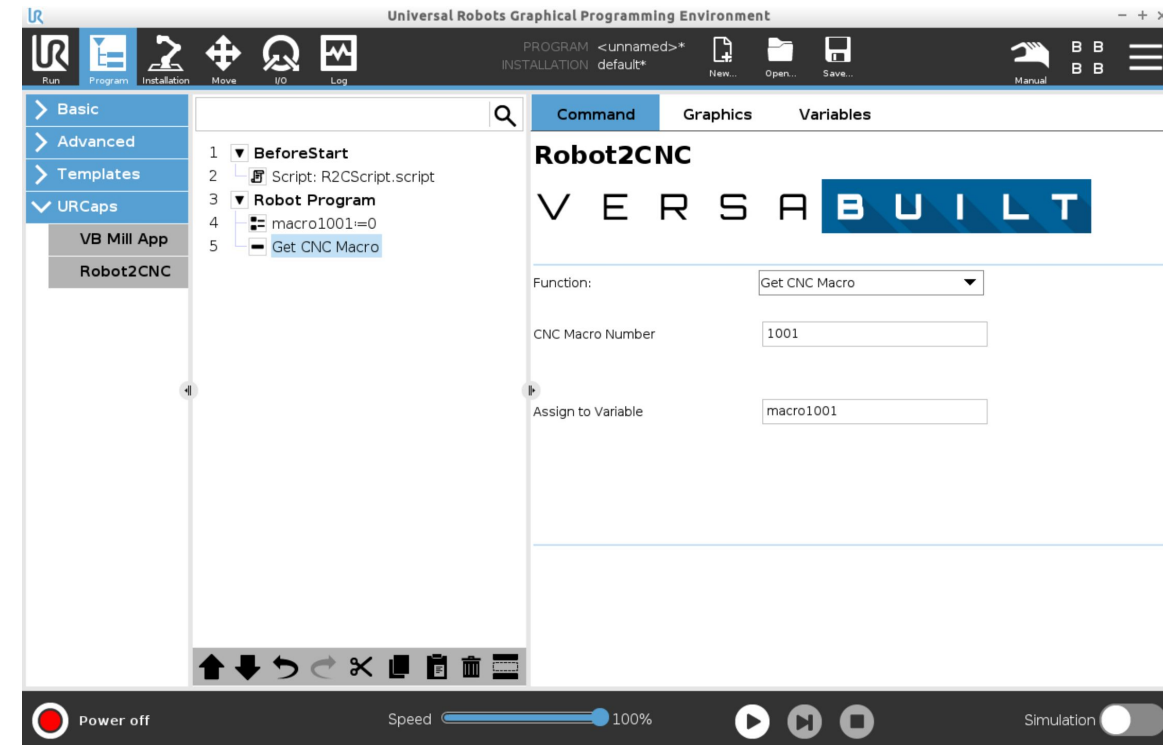 Universal Robots Graphical Programming Environment
PROGRAM <unnamed>*
INSTALLATION default*
Run Program Installation Move I/O Log New... Open... Save... Manual
B B
B B
Basic
Advanced
Templates
URCaps
VB Mill App
Robot2CNC
1 BeforeStart
2 Script: R2CScript.script
3 Robot Program
4 macro1001:=0
5 Get CNC Macro
Command Graphics Variables
Robot2CNC
VERSABUILT
Function: Get CNC Macro
CNC Macro Number 1001
Assign to Variable macro1001
Power off Speed 100% Simulation